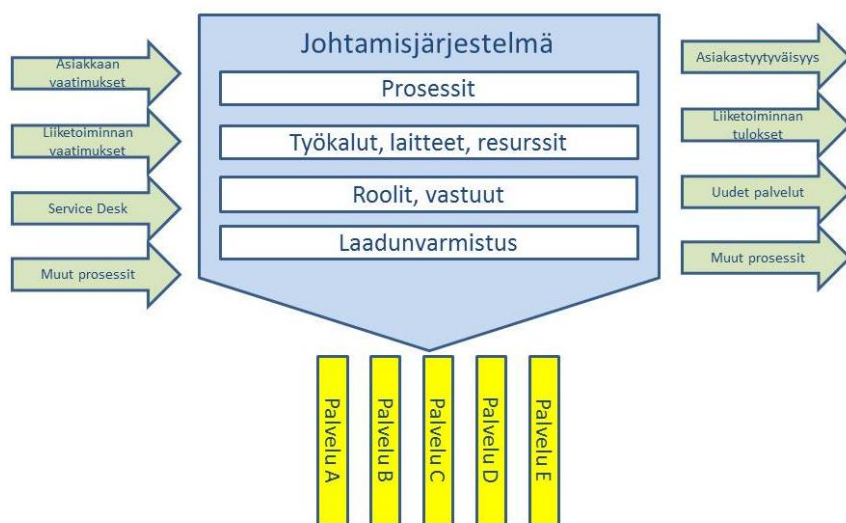 Asiakkaan
vaatimukset
Liiketoiminnan
vaatimukset
Service Desk
Muut prosessit
Johtamisjärjestelmä
Prosessit
Työkalut, laitteet, resurssit
Roolit, vastuut
Laadunvarmistus
Asiakastyytyväisyys
Liiketoiminnan
tulokset
Uudet palvelut
Muut prosessit
Palvelu A
Palvelu B
Palvelu C
Palvelu D
Palvelu E